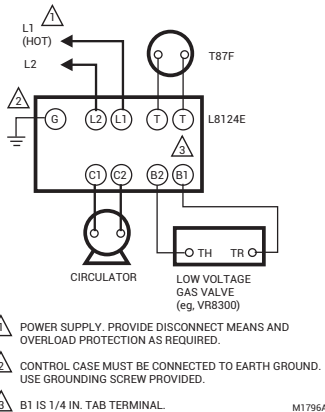 1
L1
(HOT)
L2
T87F
2
G
L2
L1
T
T
L8124E
3
C1
C2
B2
B1
TH
TR
CIRCULATOR
LOW VOLTAGE
GAS VALVE
(eg, VR8300)
1 POWER SUPPLY. PROVIDE DISCONNECT MEANS AND
OVERLOAD PROTECTION AS REQUIRED.
2 CONTROL CASE MUST BE CONNECTED TO EARTH GROUND.
USE GROUNDING SCREW PROVIDED.
3 B1 IS 1/4 IN. TAB TERMINAL.
M1796A